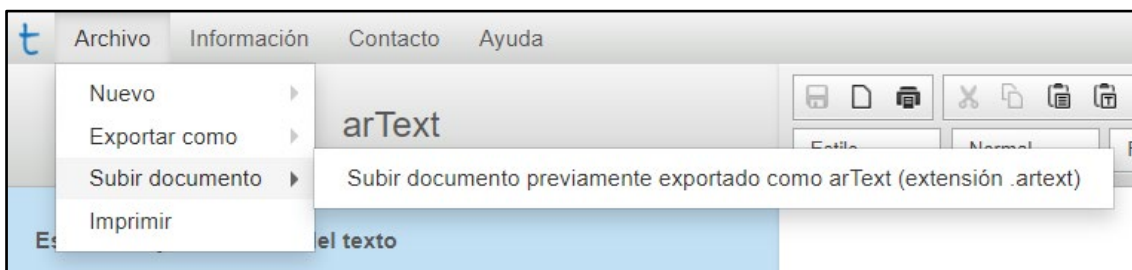 t Archivo Información Contacto Ayuda
Nuevo
Exportar como
arText
Subir documento
Subir documento previamente exportado como arText (extensión .artext)
Imprimir
del texto